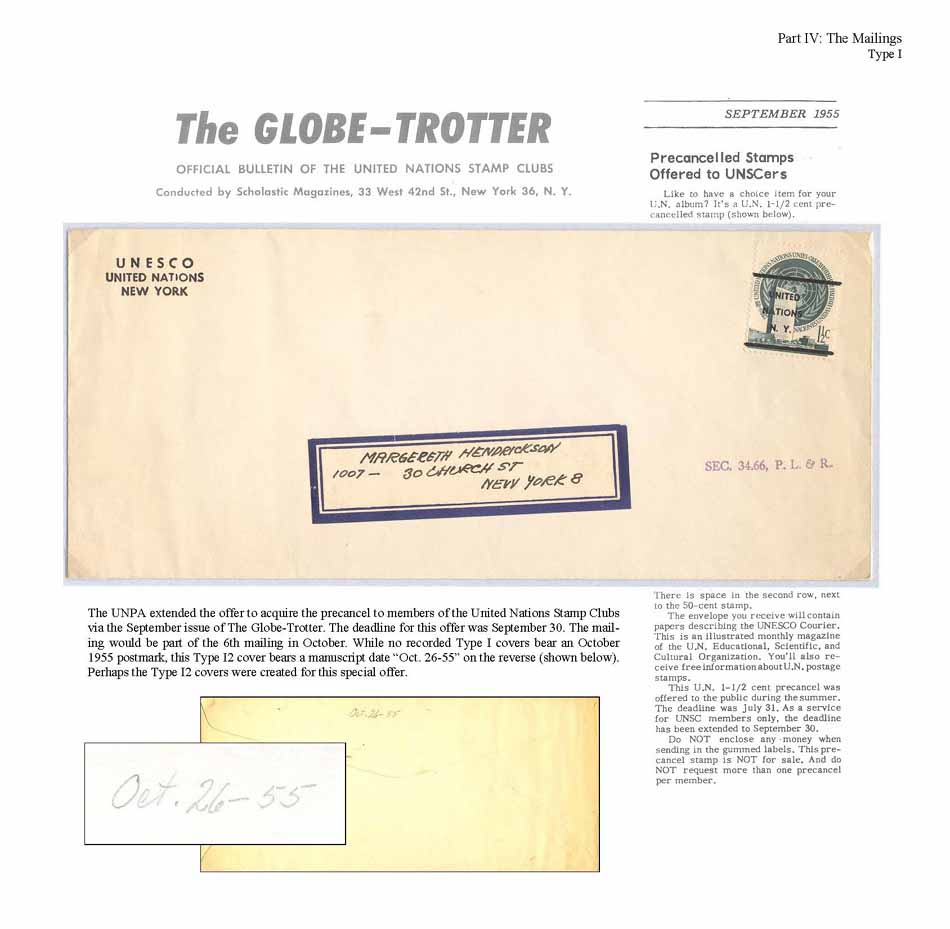 Part IV: The Mailings
Type I
The GLOBE-TROTTER
OFFICIAL BULLETIN OF THE UNITED NATIONS STAMP CLUBS
Conducted by Scholastic Magazines, 33 West 42nd St., New York 36, N. Y.
SEPTEMBER 1955
Precancelled Stamps
Offered to UNSCers
Like to have a choice item for your
U.N. album? It's a U.N. 1-1/2 cent pre-
cancelled stamp (shown below).
UNESCO
UNITED NATIONS
NEW YORK
UNITED
NATIONS
N. Y.
1½c
MARGERETH HENDRICKSON
1007 - 30 CHURCH ST
NEW YORK 8
SEC. 34.66, P. L. & R.
The UNPA extended the offer to acquire the precancel to members of the United Nations Stamp Clubs
via the September issue of The Globe-Trotter. The deadline for this offer was September 30. The mail-
ing would be part of the 6th mailing in October. While no recorded Type I covers bear an October
1955 postmark, this Type I2 cover bears a manuscript date “Oct. 26-55” on the reverse (shown below).
Perhaps the Type I2 covers were created for this special offer.
There is space in the second row, next
to the 50-cent stamp.
The envelope you receive will contain
papers describing the UNESCO Courier.
This is an illustrated monthly magazine
of the U.N. Educational, Scientific, and
Cultural Organization. You'll also re-
ceive free information about U.N. postage
stamps.
This U.N. 1-1/2 cent precancel was
offered to the public during the summer.
The deadline was July 31. As a service
for UNSC members only, the deadline
has been extended to September 30.
Do NOT enclose any money when
sending in the gummed labels. This pre-
cancel stamp is NOT for sale. And do
NOT request more than one precancel
per member.
Oct. 26-55
Oct. 26-55